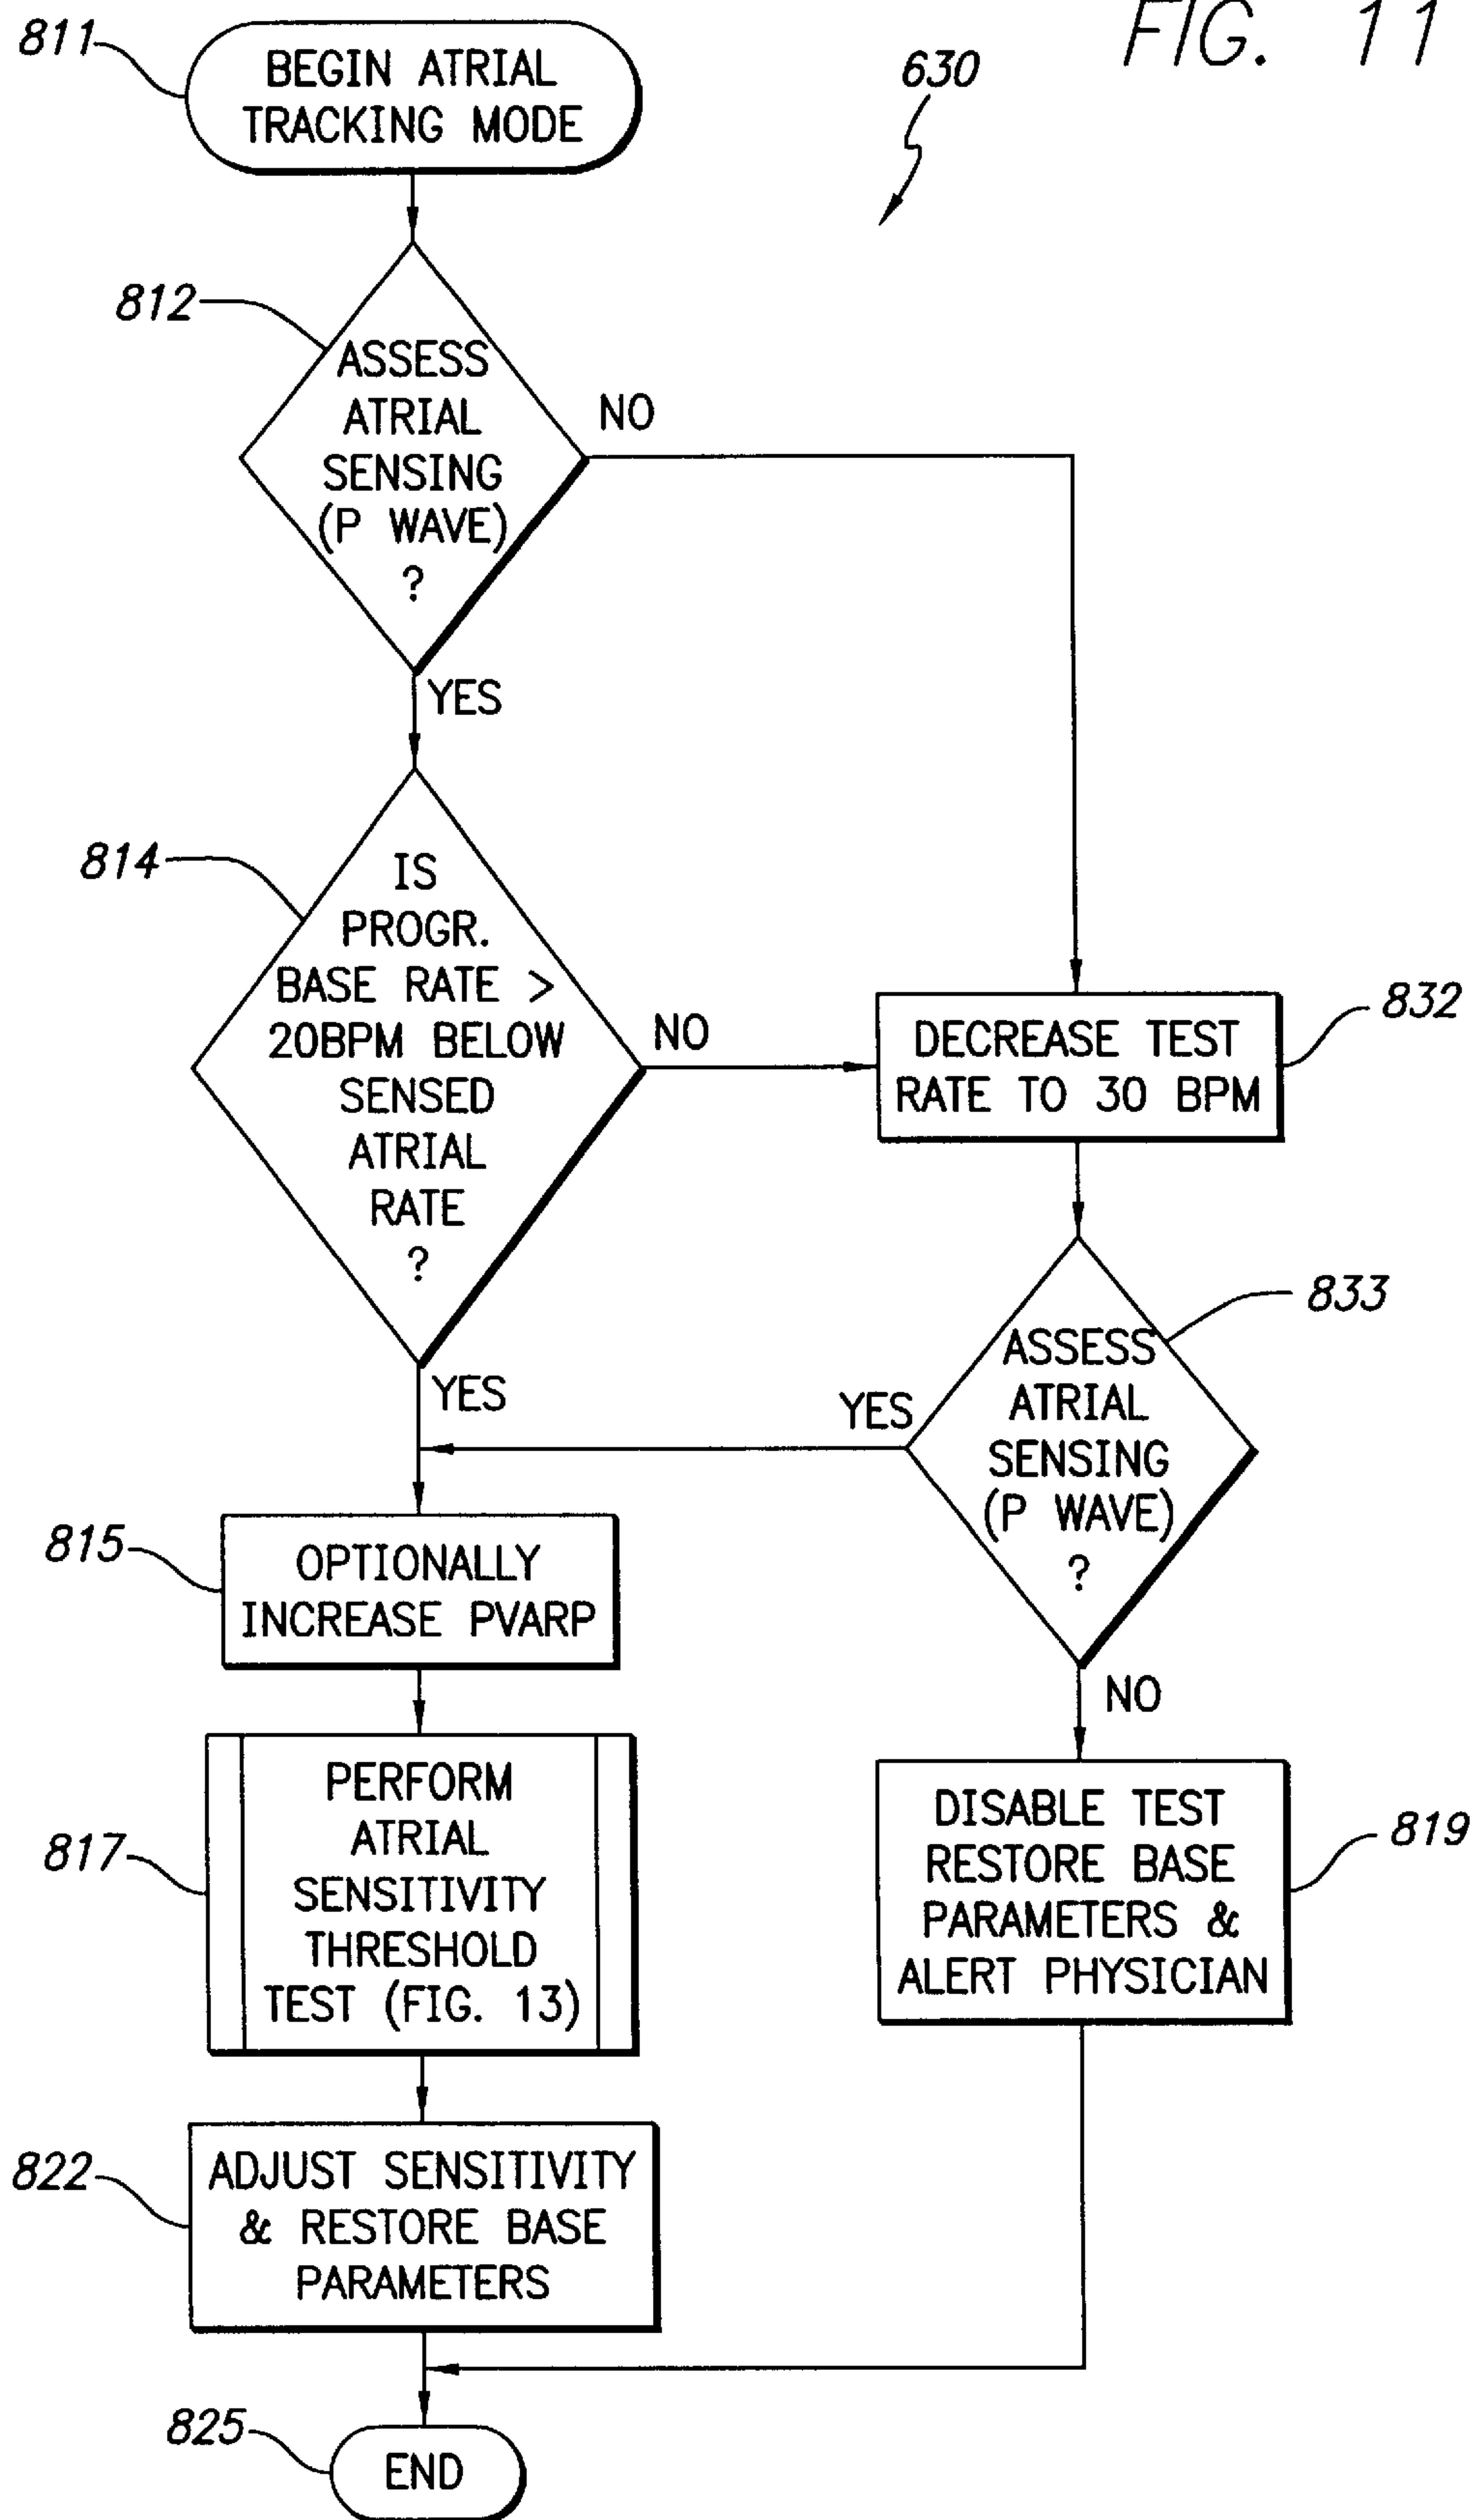 FIG. 11
630
811
BEGIN ATRIAL
TRACKING MODE
812
ASSESS
ATRIAL
SENSING
(P WAVE)
?
NO
YES
814
IS
PROGR.
BASE RATE >
20BPM BELOW
SENSED
ATRIAL
RATE
?
NO
YES
832
DECREASE TEST
RATE TO 30 BPM
833
ASSESS
ATRIAL
SENSING
(P WAVE)
?
YES
NO
815
OPTIONALLY
INCREASE PVARP
817
PERFORM
ATRIAL
SENSITIVITY
THRESHOLD
TEST (FIG. 13)
819
DISABLE TEST
RESTORE BASE
PARAMETERS &
ALERT PHYSICIAN
822
ADJUST SENSITIVITY
& RESTORE BASE
PARAMETERS
825
END